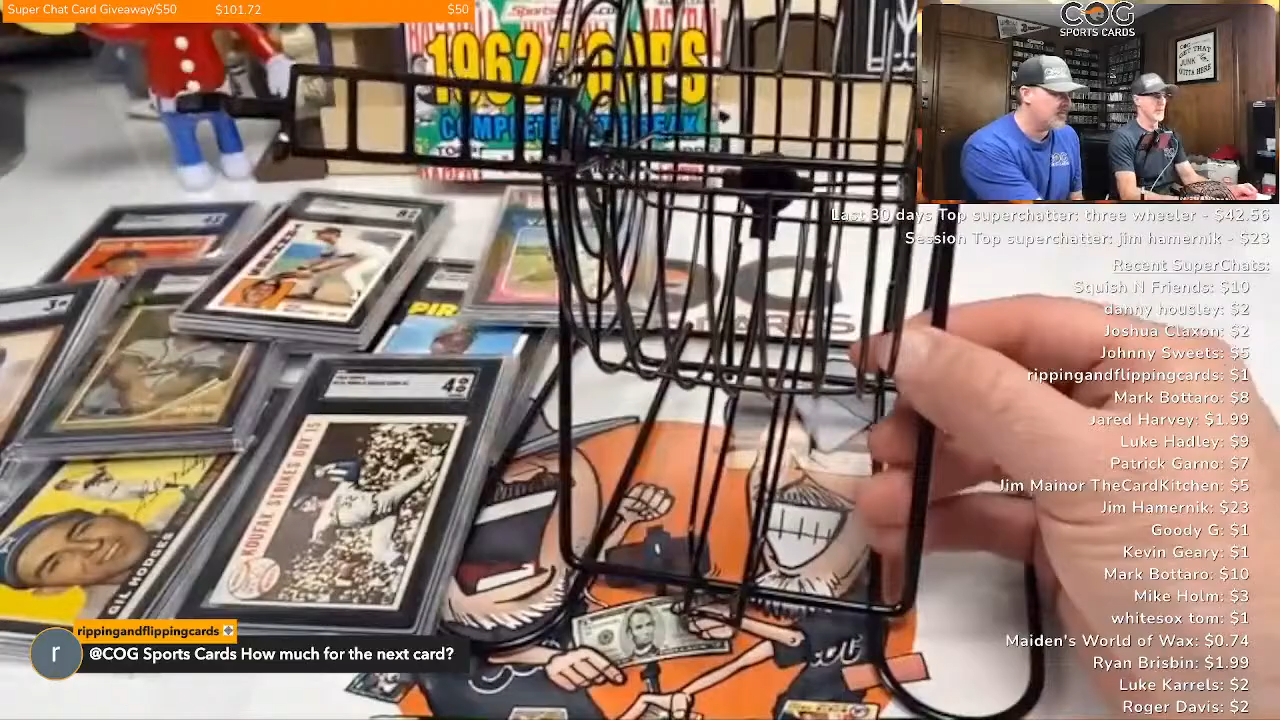 Super Chat Card Giveaway/$50 $101.72 $50
1962 TOPPS
COMPLETE SET BREAK
COG
SPORTS CARDS
Last 30 days Top superchatter: three wheeler - $42.56
Session Top superchatter: Jim hamernik - $23
Recent SuperChats:
Squish N Friends: $10
danny housley: $2
Joshua Claxon: $2
Johnny Sweets: $5
rippingandflippingcards: $1
Mark Bottaro: $8
Jared Harvey: $1.99
Luke Hadley: $9
Patrick Garno: $7
Jim Mainor TheCardKitchen: $5
Jim Hamernik: $23
Goody G: $1
Kevin Geary: $1
Mark Bottaro: $10
Mike Holm: $3
whitesox tom: $1
Maiden's World of Wax: $0.74
Ryan Brisbin: $1.99
Luke Karrels: $2
Roger Davis: $2
PIR
4
KOUFAX STRIKES OUT 15
GIL HODGES
rippingandflippingcards
r
@COG Sports Cards How much for the next card?